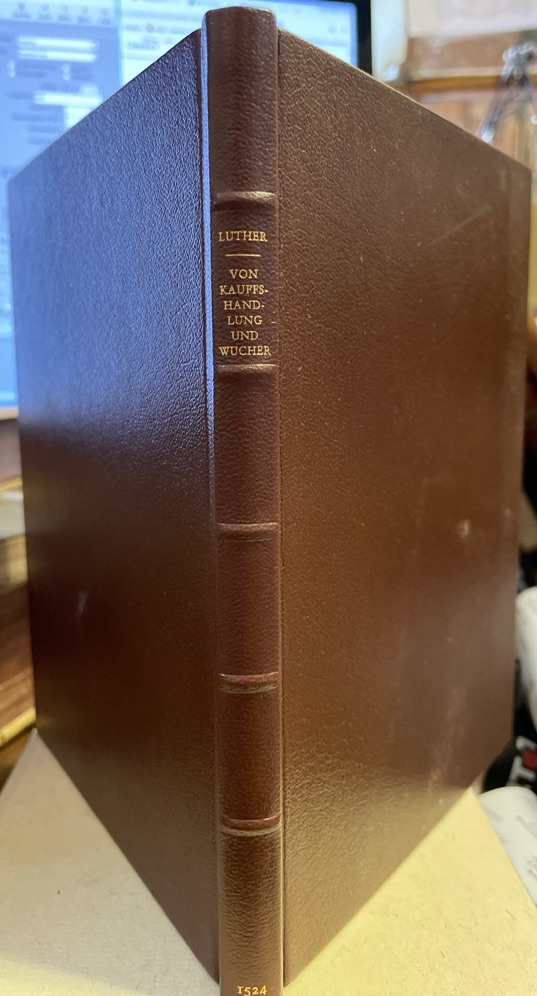 LUTHER
VON
KAUFFS-
HAND-
LUNG
UND
WUCHER
1524